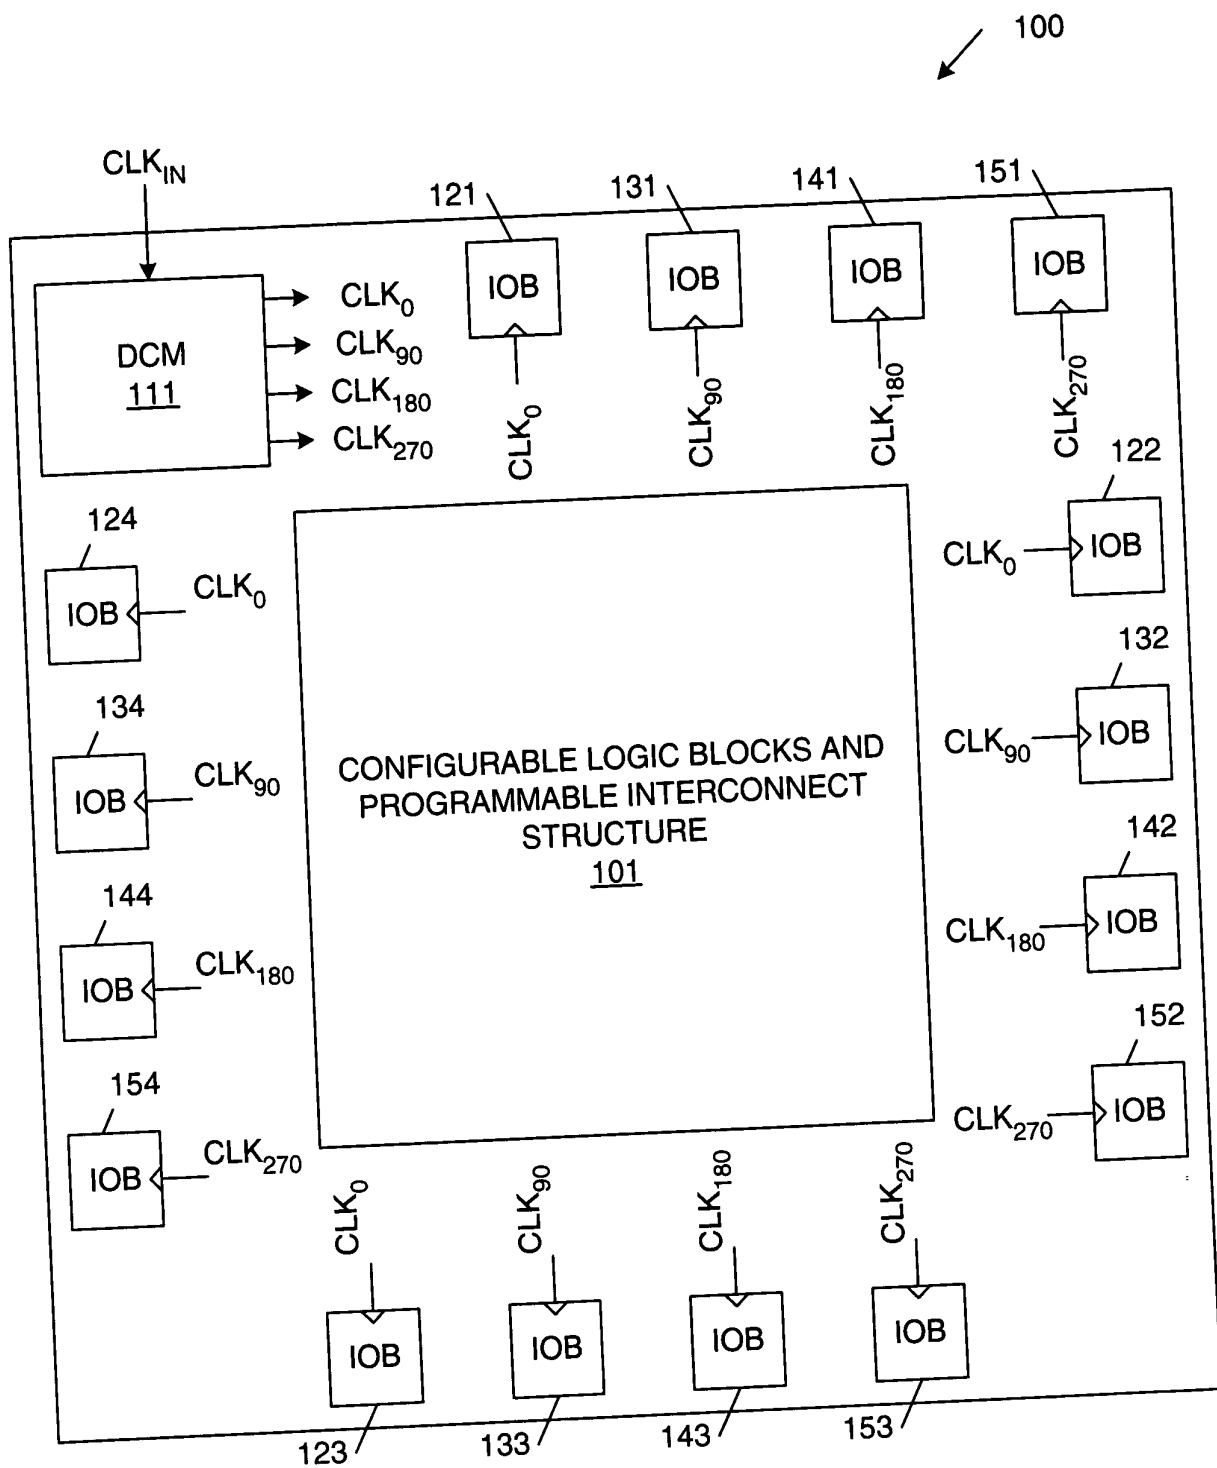 100
CLKIN
121
131
141
151
IOB
IOB
IOB
IOB
DCM
111
CLK0
CLK90
CLK180
CLK270
CLK0
CLK90
CLK180
CLK270
124
IOB
CLK0
134
IOB
CLK90
144
IOB
CLK180
154
IOB
CLK270
CONFIGURABLE LOGIC BLOCKS AND
PROGRAMMABLE INTERCONNECT
STRUCTURE
101
122
CLK0
IOB
132
CLK90
IOB
142
CLK180
IOB
152
CLK270
IOB
CLK0
CLK90
CLK180
CLK270
IOB
IOB
IOB
IOB
123
133
143
153